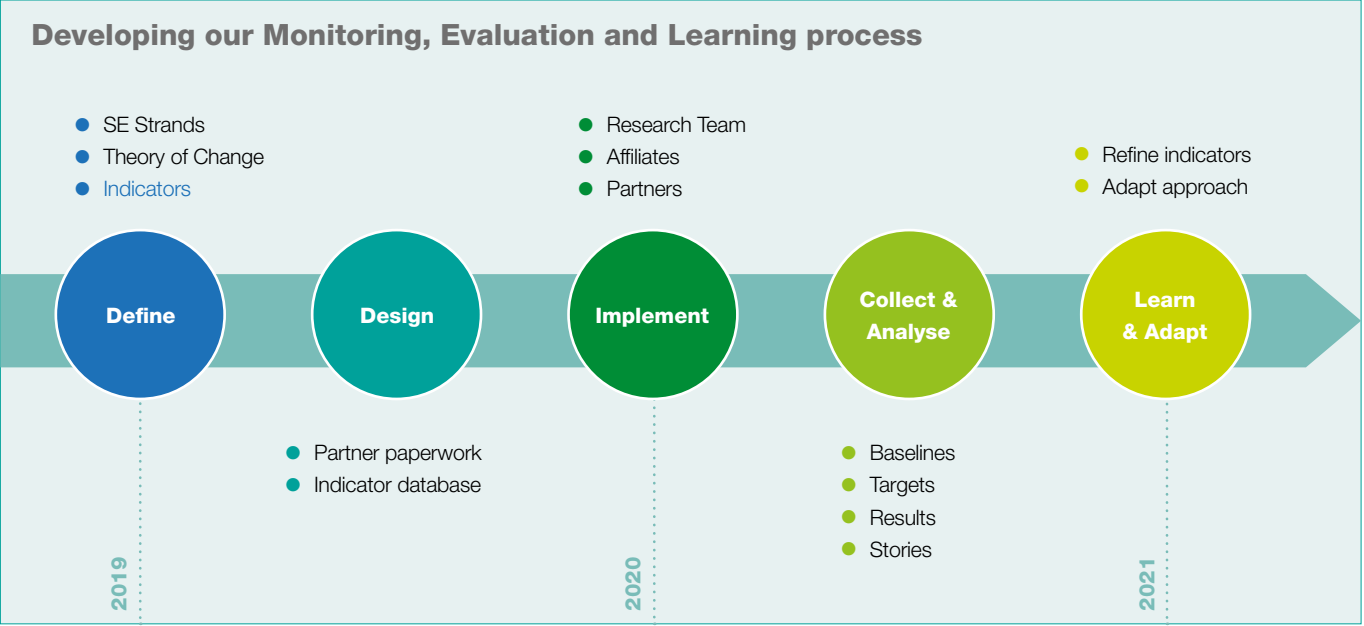 Developing our Monitoring, Evaluation and Learning process
SE Strands
Theory of Change
Indicators
Research Team
Affiliates
Partners
Refine indicators
Adapt approach
Define
Design
Implement
Collect &
Analyse
Learn
& Adapt
Partner paperwork
Indicator database
Baselines
Targets
Results
Stories
2019
2020
2021